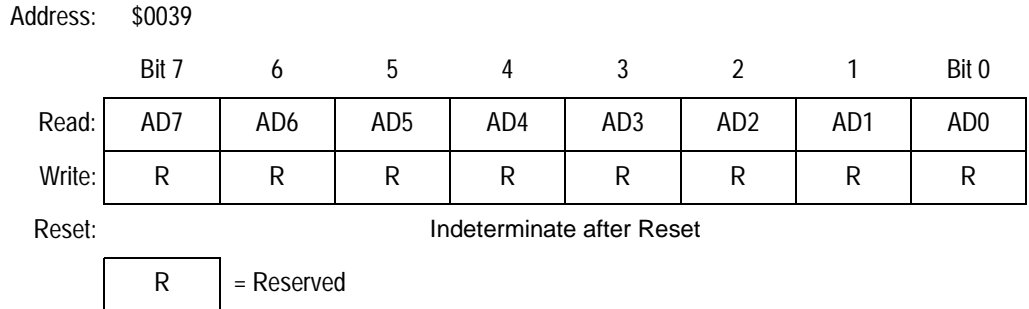 Address: $0039
Bit 7 6 5 4 3 2 1 Bit 0
Read: AD7 AD6 AD5 AD4 AD3 AD2 AD1 AD0
Write: R R R R R R R R
Reset: Indeterminate after Reset
R = Reserved